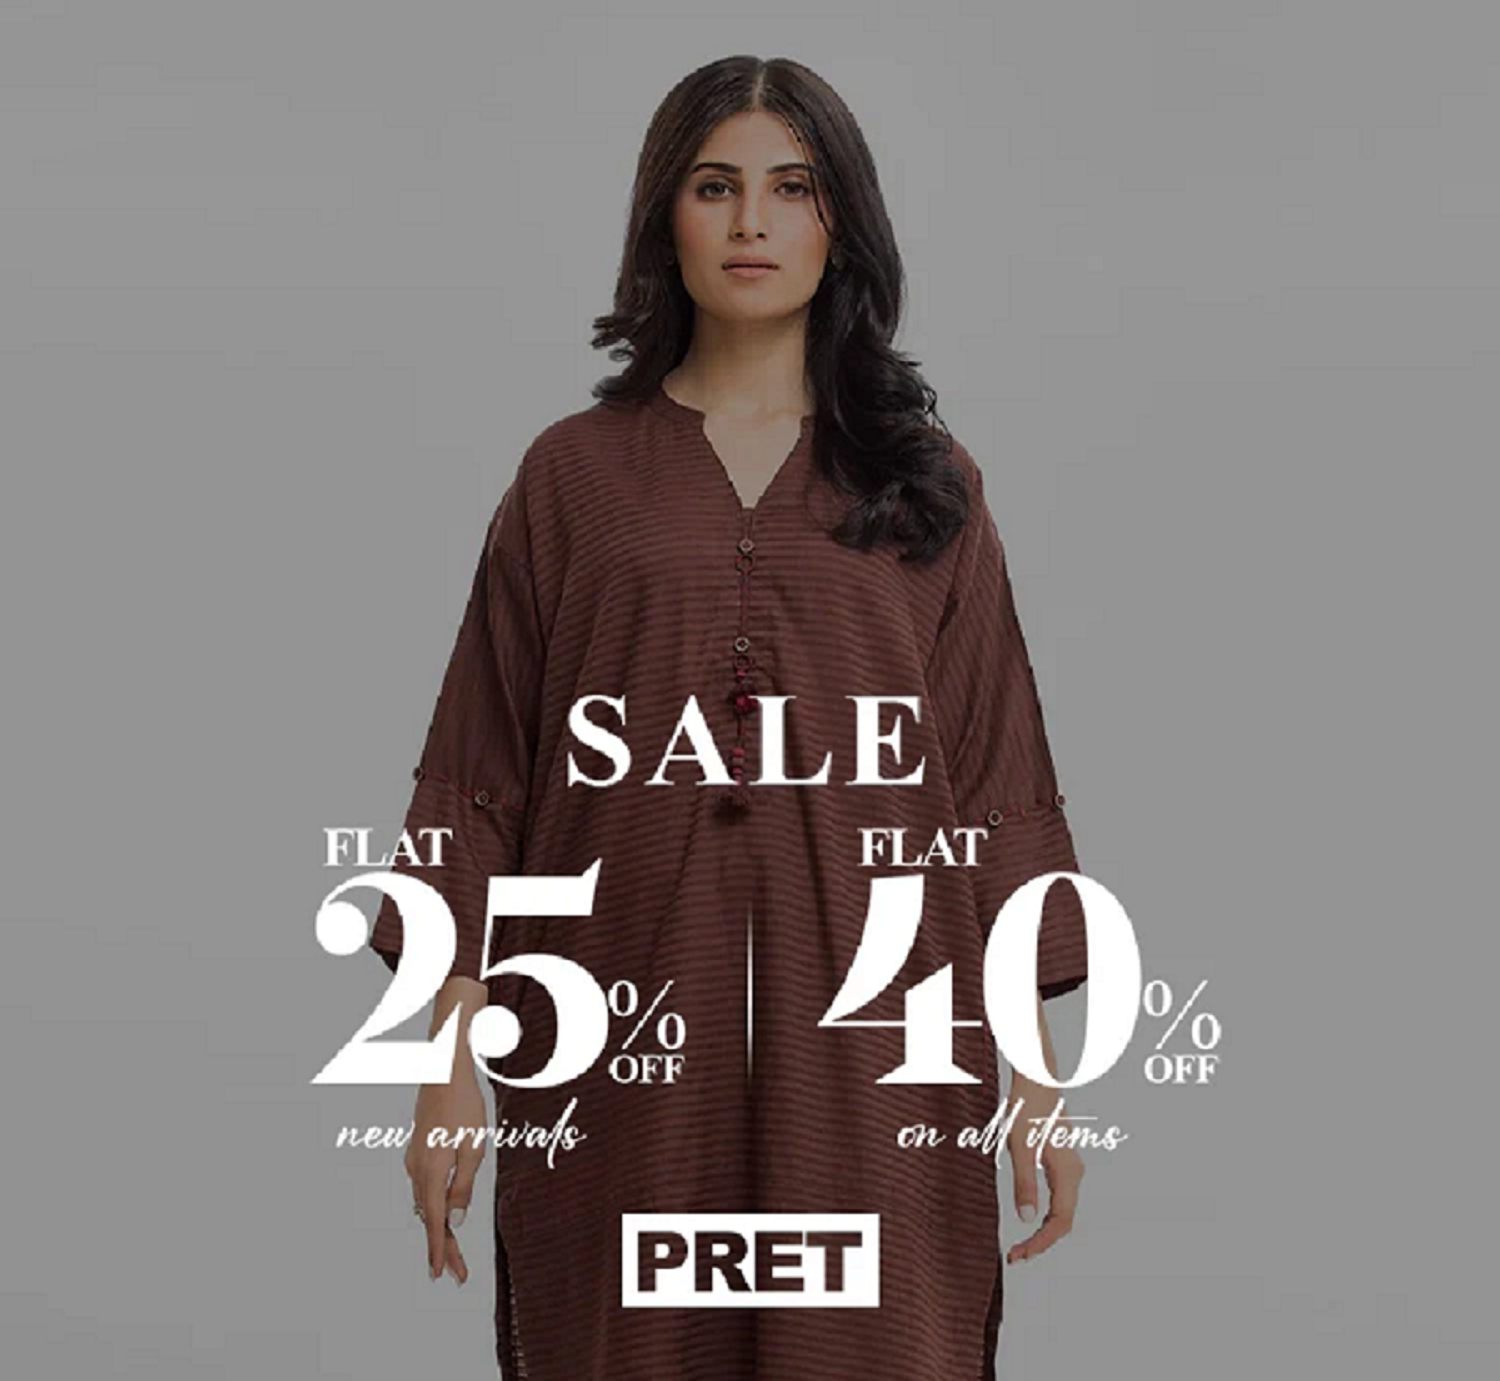 SALE
FLAT
25% OFF
new arrivals
FLAT
40% OFF
on all items
PRET